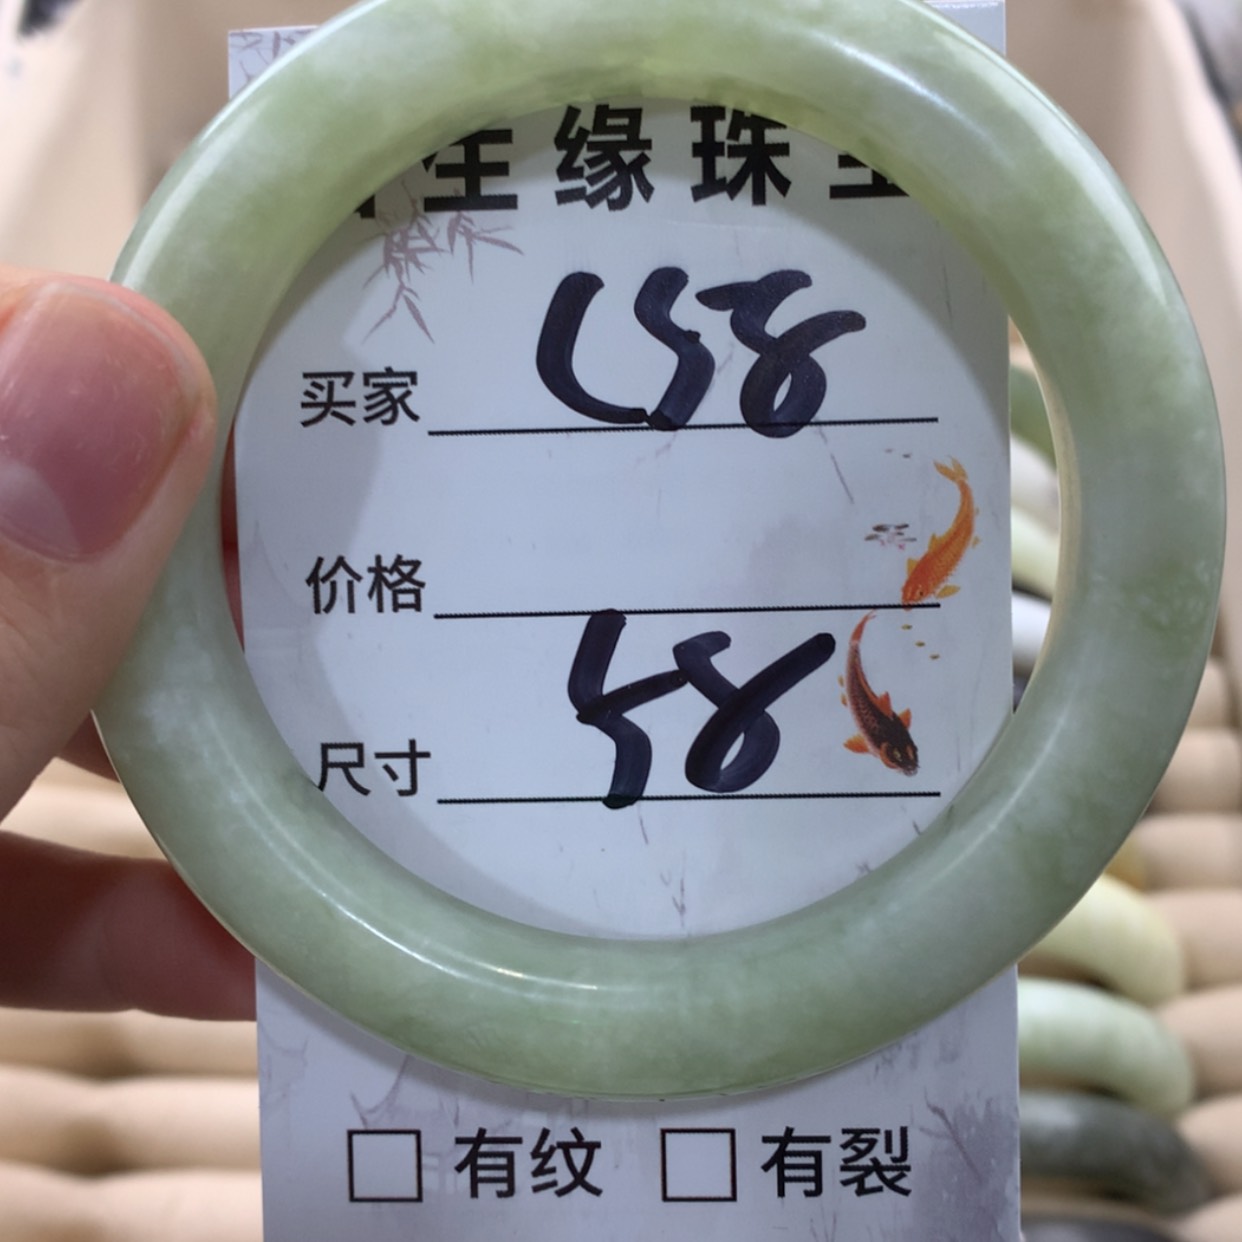 生缘珠宝
买家 L58
价格
尺寸 58
有纹 有裂